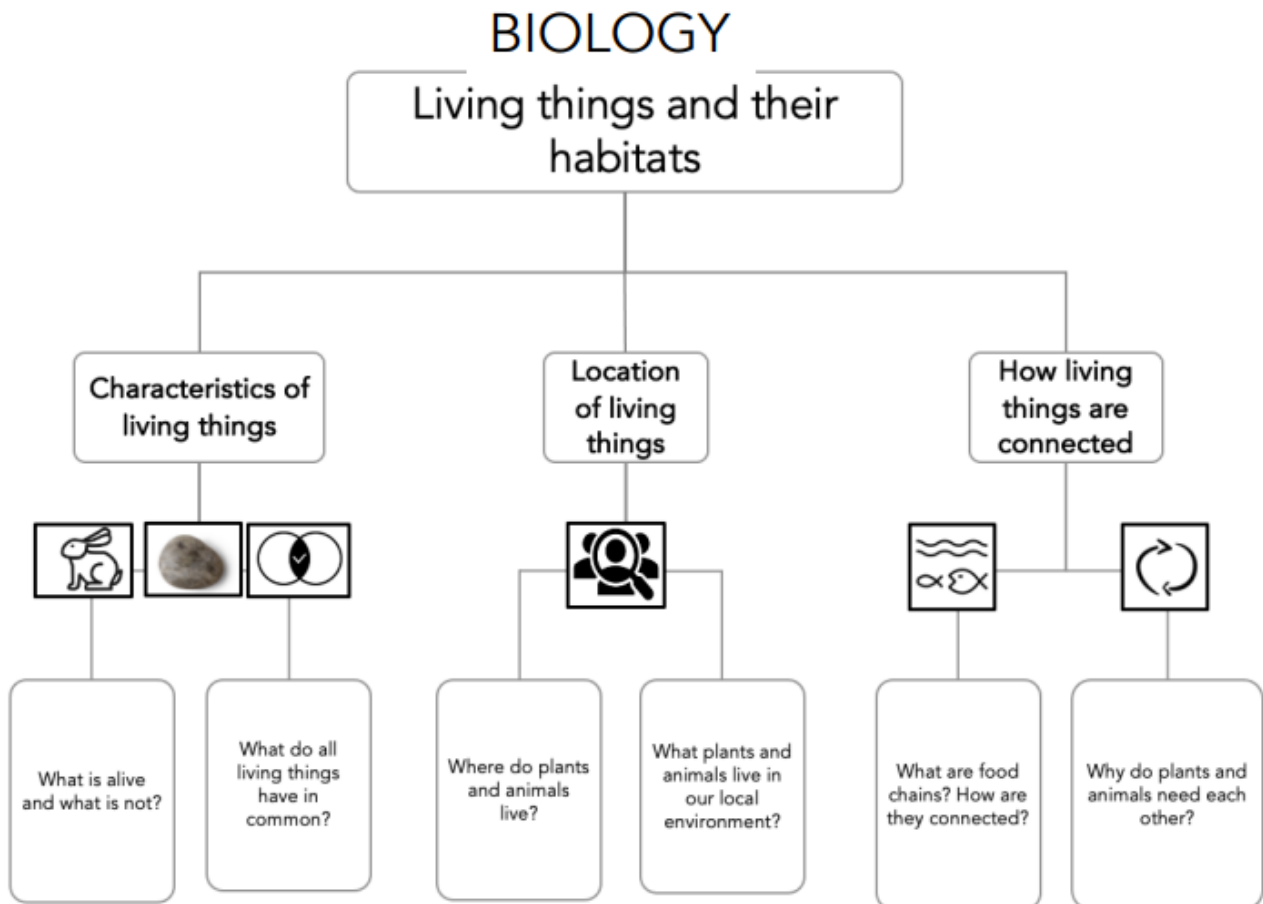 BIOLOGY
Living things and their
habitats
Characteristics of
living things
Location
of living
things
How living
things are
connected
What is alive
and what is not?
What do all
living things
have in
common?
Where do plants
and animals
live?
What plants and
animals live in
our local
environment?
What are food
chains? How are
they connected?
Why do plants and
animals need each
other?